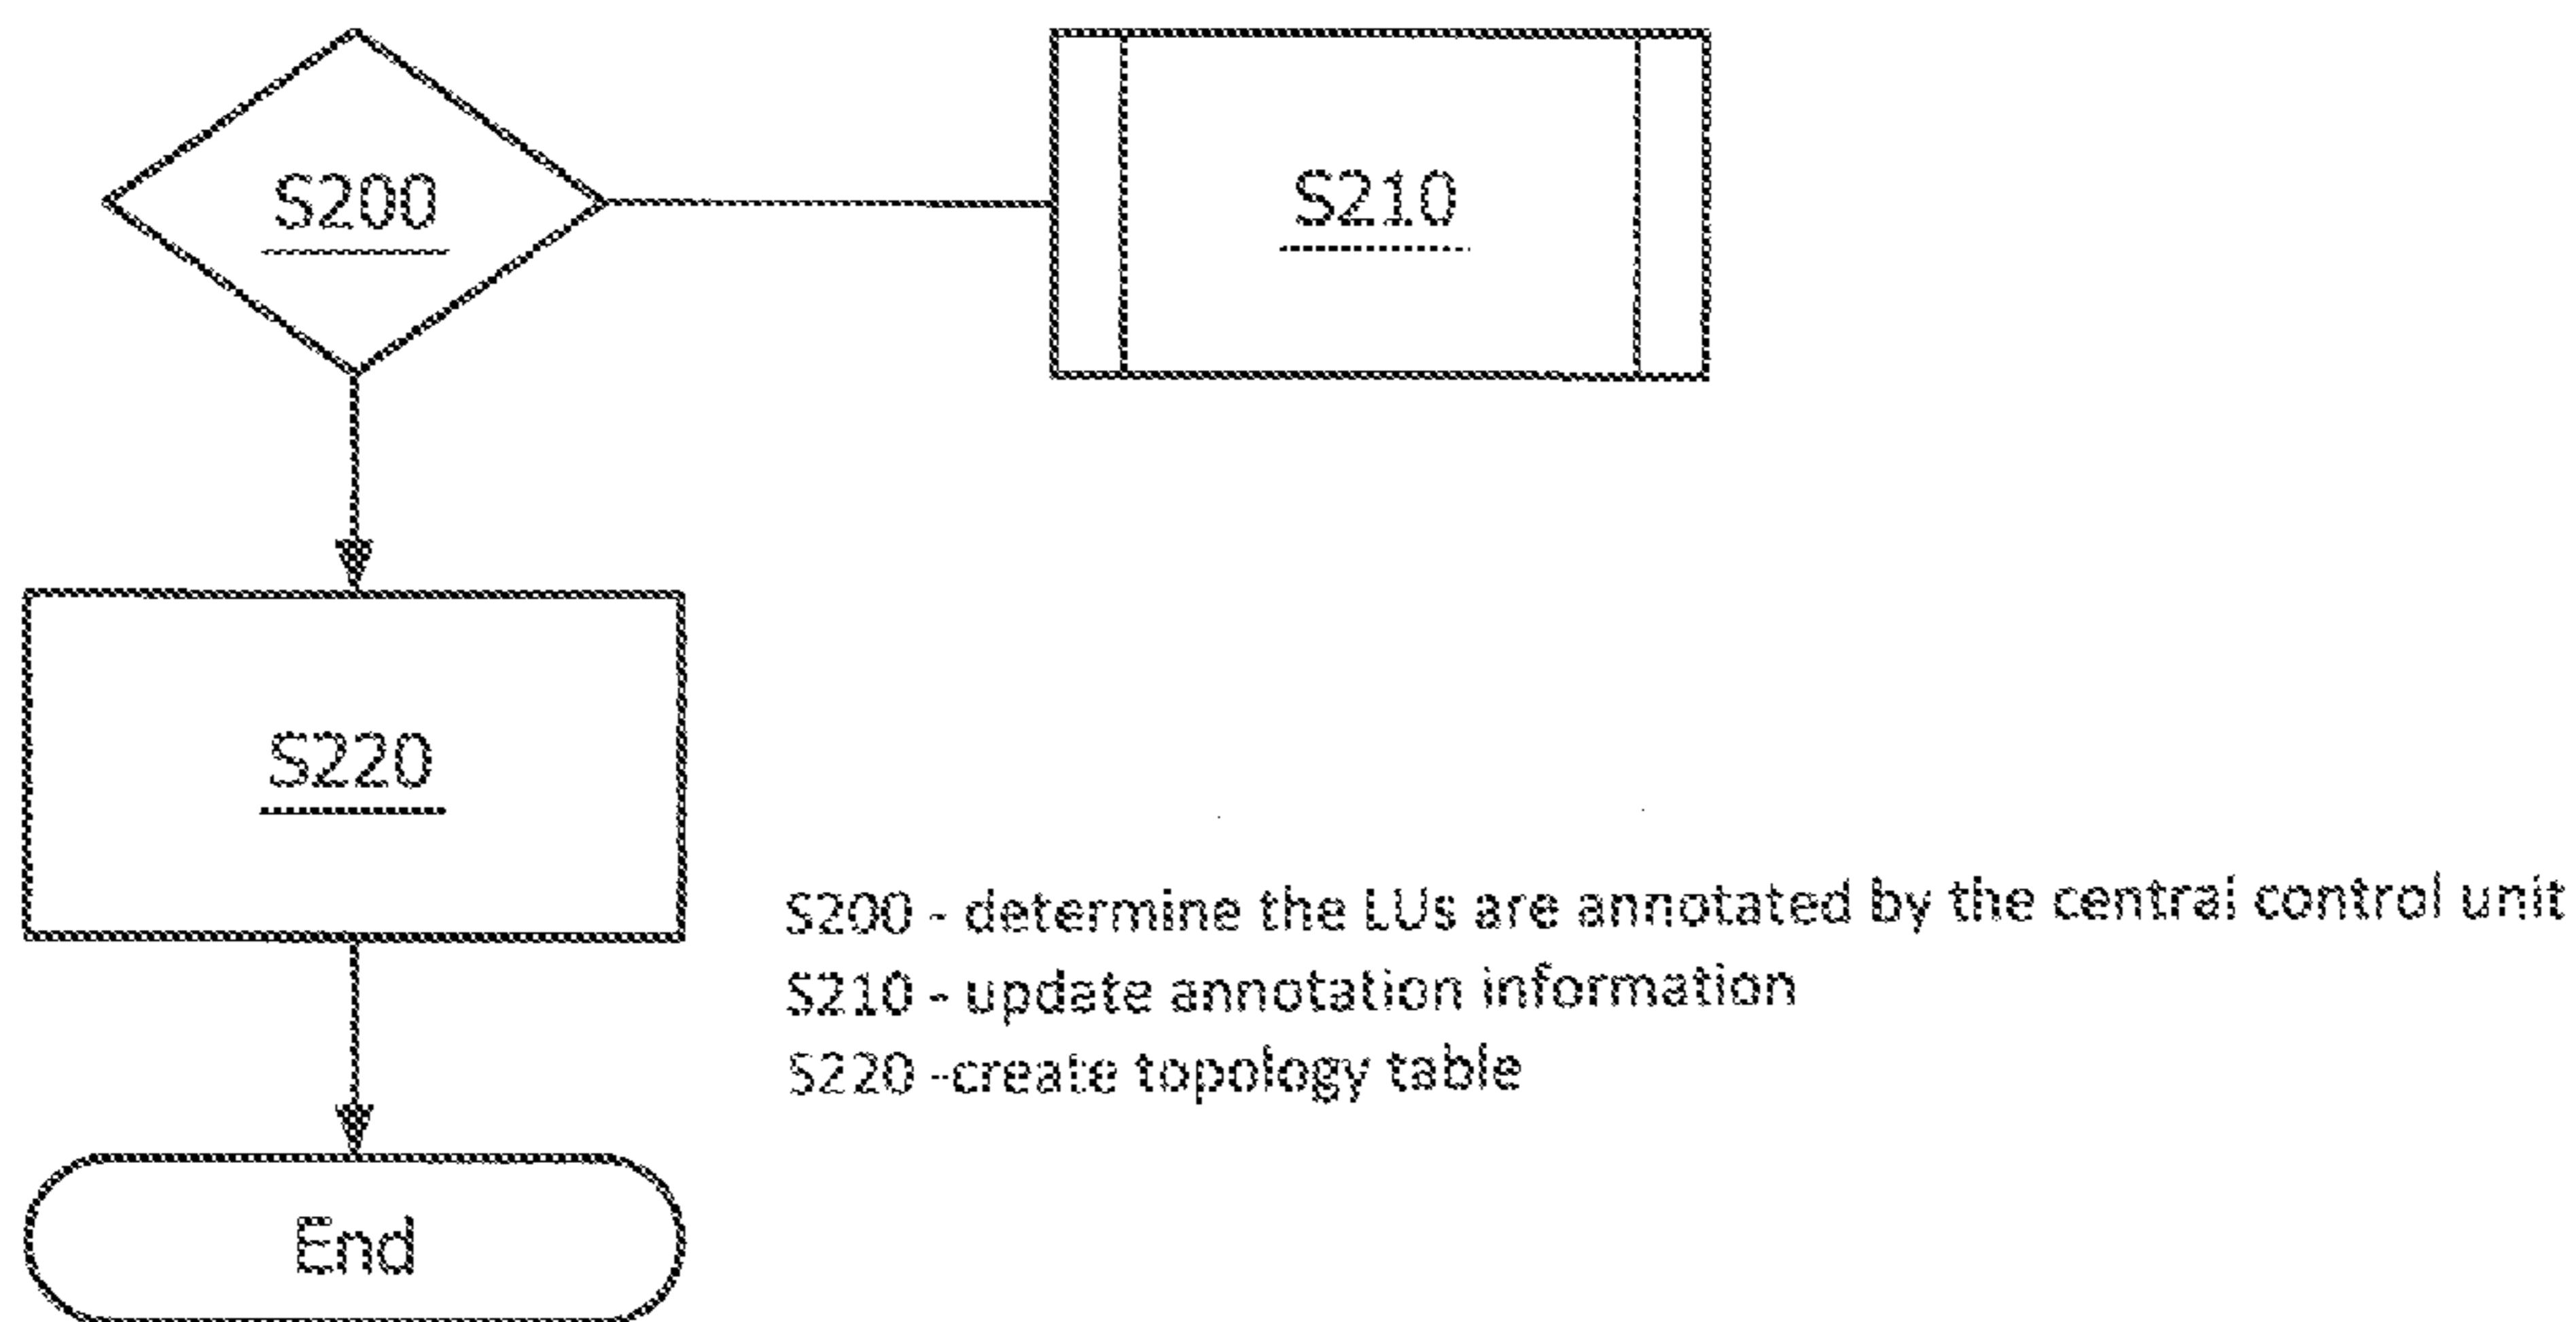 S200
S210
S220
S200 - determine the LUs are annotated by the central control unit
S210 - update annotation information
S220 -create topology table
End